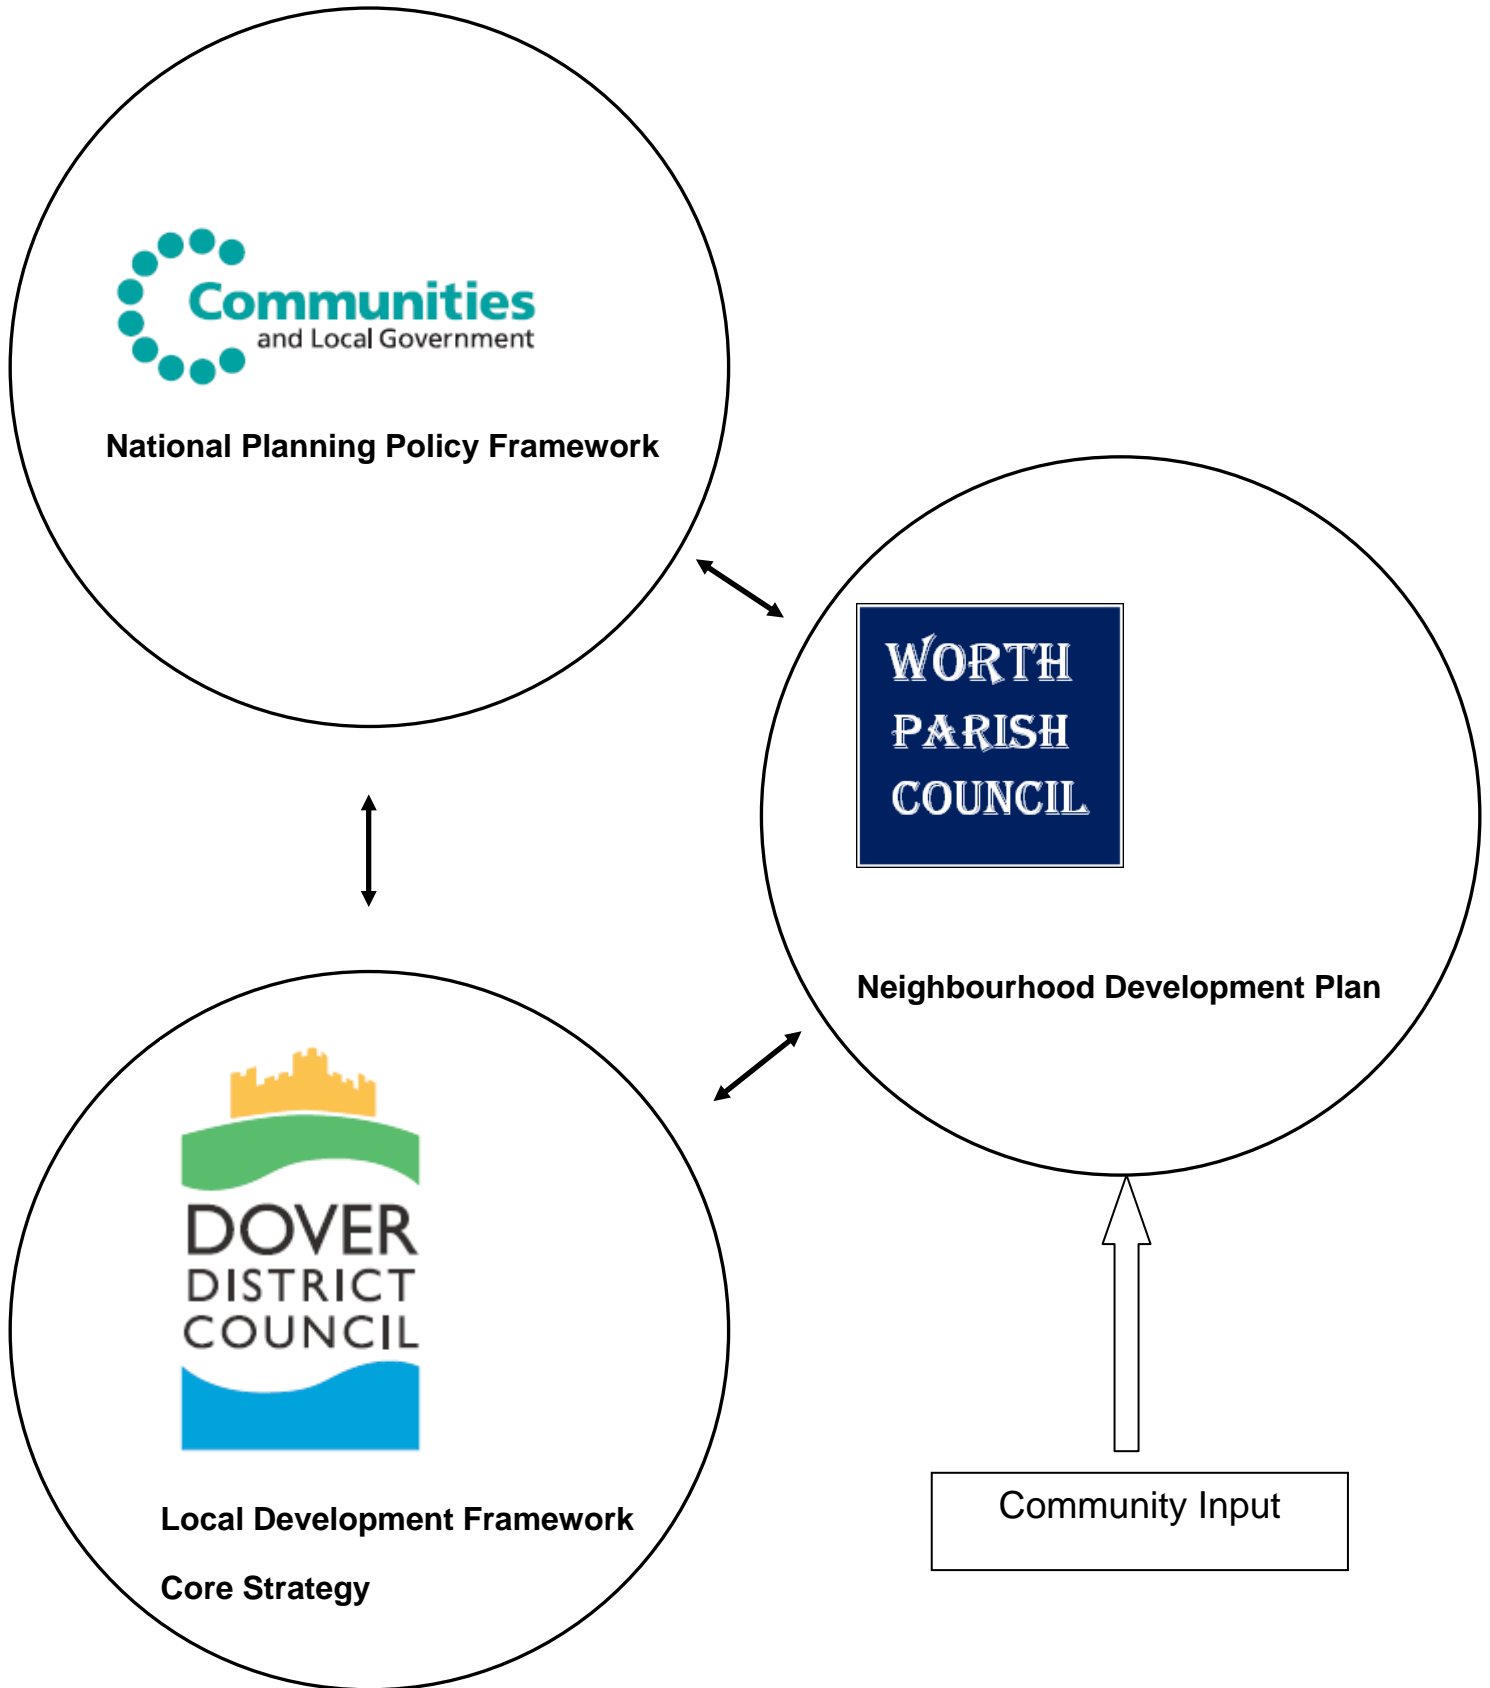 Communities
and Local Government
National Planning Policy Framework
WORTH
PARISH
COUNCIL
Neighbourhood Development Plan
DOVER
DISTRICT
COUNCIL
Local Development Framework
Core Strategy
Community Input